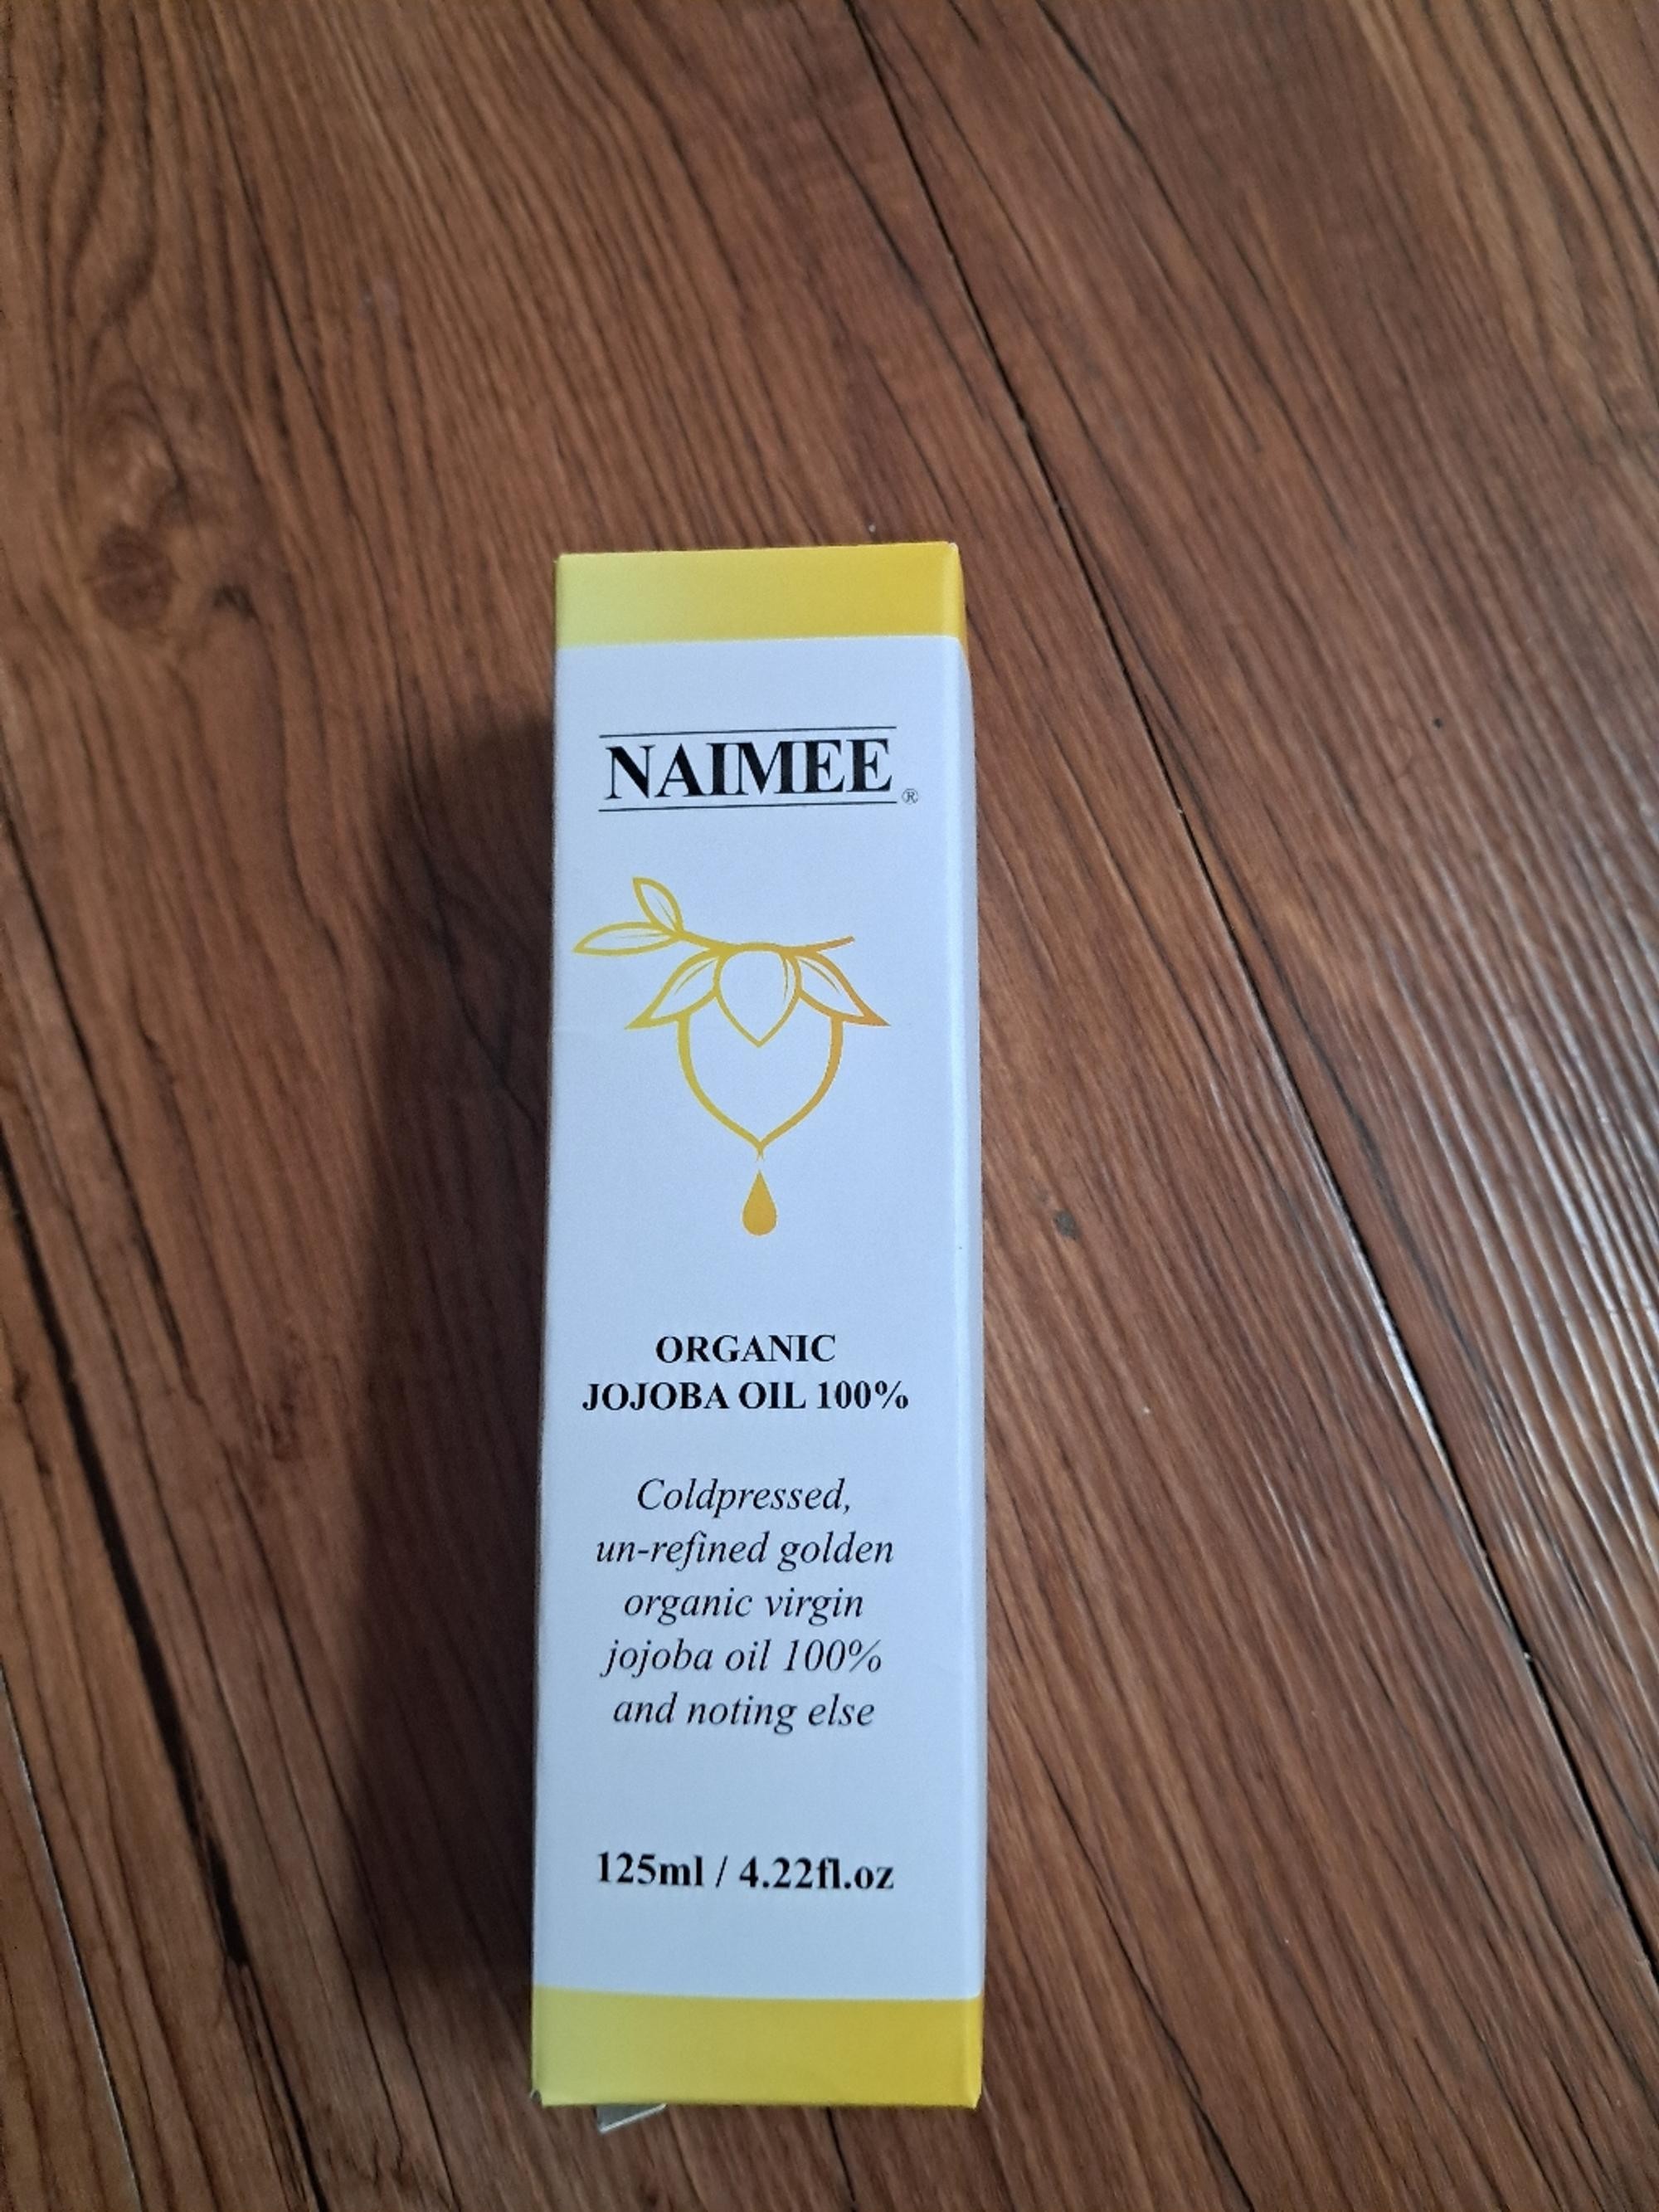 NAIMEE®
ORGANIC
JOJOBA OIL 100%
Coldpressed,
un-refined golden
organic virgin
jojoba oil 100%
and noting else
125ml / 4.22fl.oz